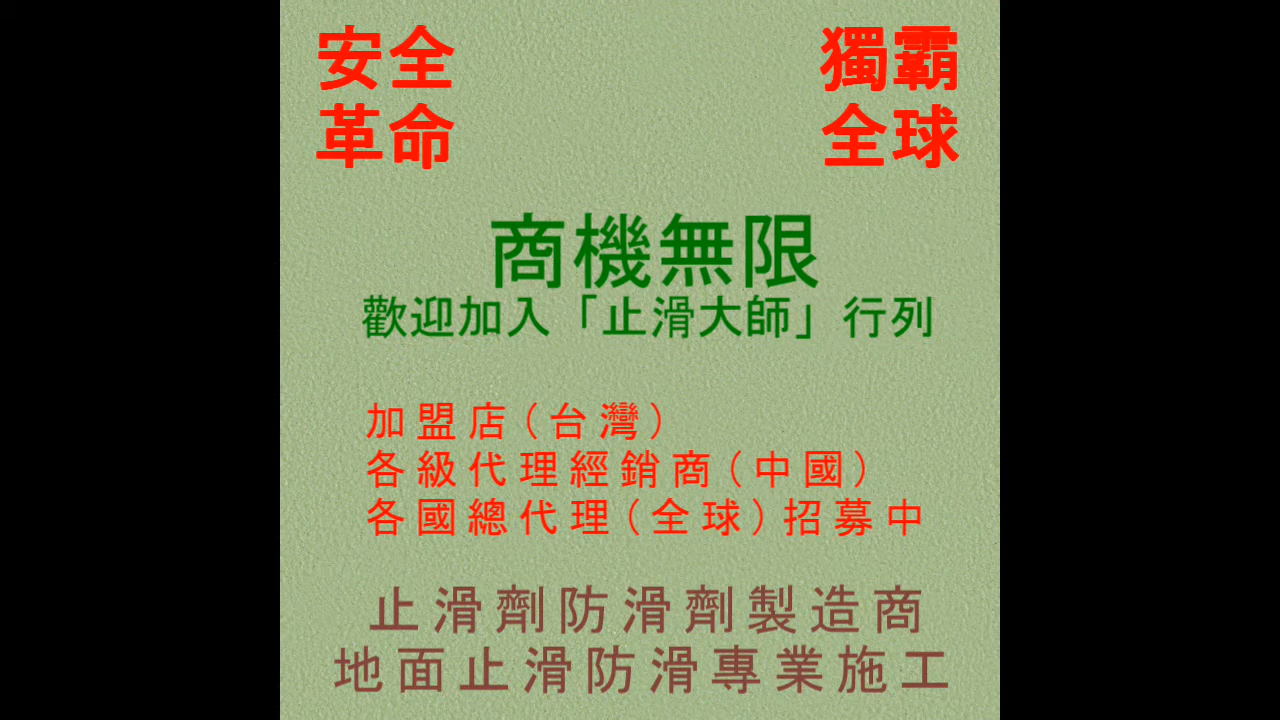 安全
革命
獨霸
全球
商機無限
歡迎加入「止滑大師」行列
加盟店(台灣)
各級代理經銷商(中國)
各國總代理(全球)招募中
止滑劑防滑劑製造商
地面止滑防滑專業施工